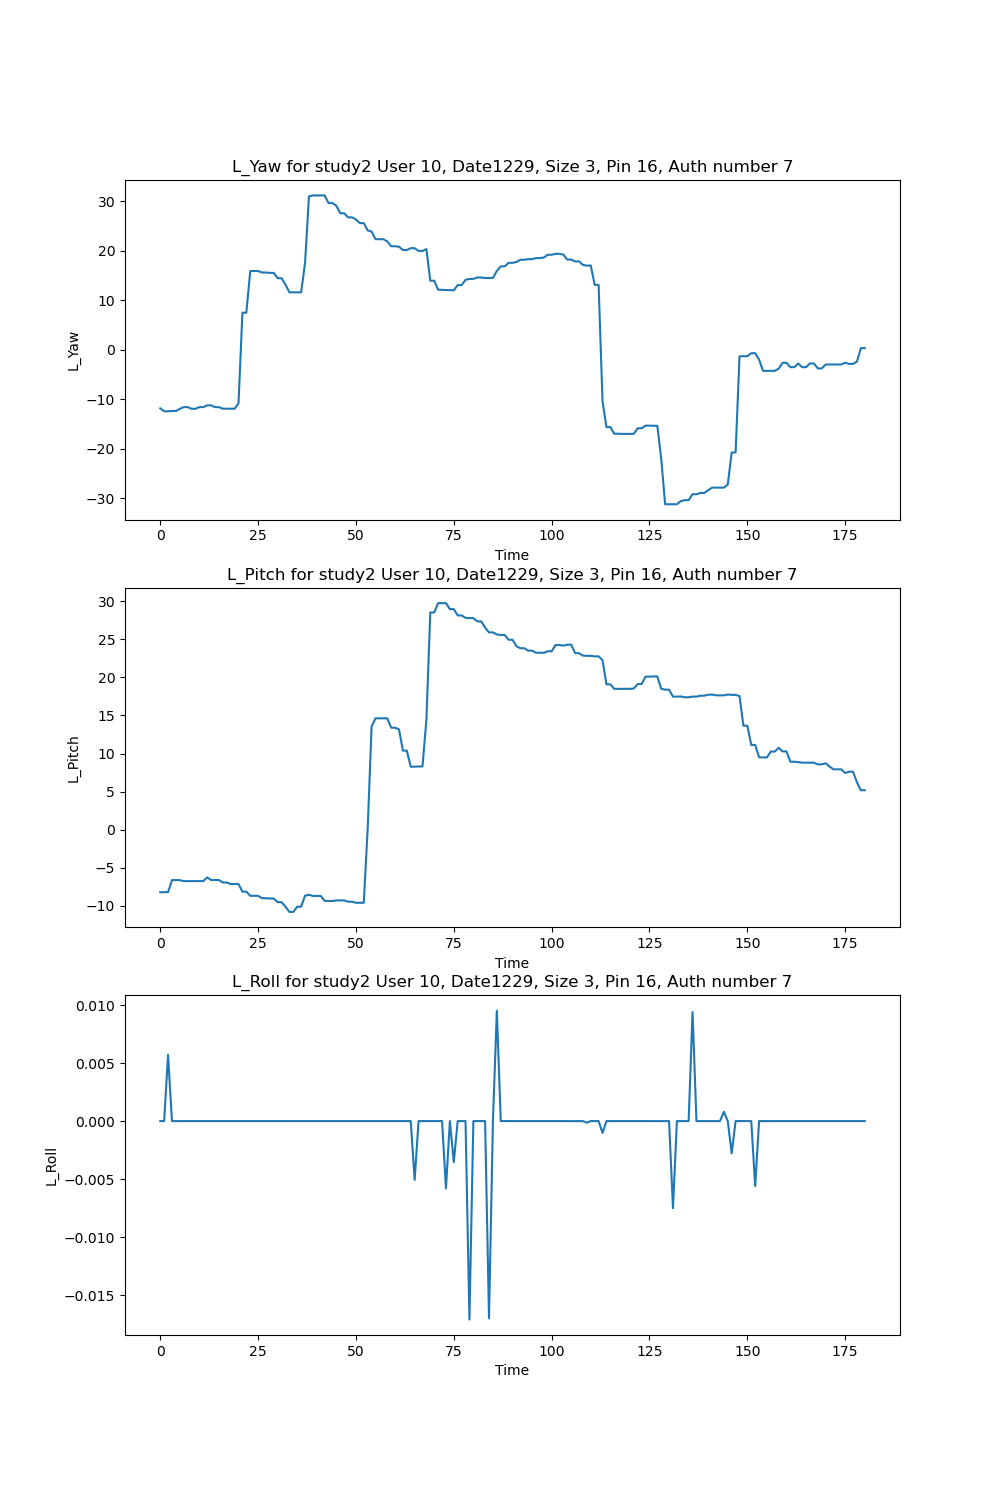 L_Yaw for study2 User 10, Date1229, Size 3, Pin 16, Auth number 7
30
20
10
0
−10
−20
−30
L_Yaw
0 25 50 75 100 125 150 175
Time
L_Pitch for study2 User 10, Date1229, Size 3, Pin 16, Auth number 7
30
25
20
15
10
5
0
−5
−10
L_Pitch
0 25 50 75 100 125 150 175
Time
L_Roll for study2 User 10, Date1229, Size 3, Pin 16, Auth number 7
0.010
0.005
0.000
−0.005
−0.010
−0.015
L_Roll
0 25 50 75 100 125 150 175
Time